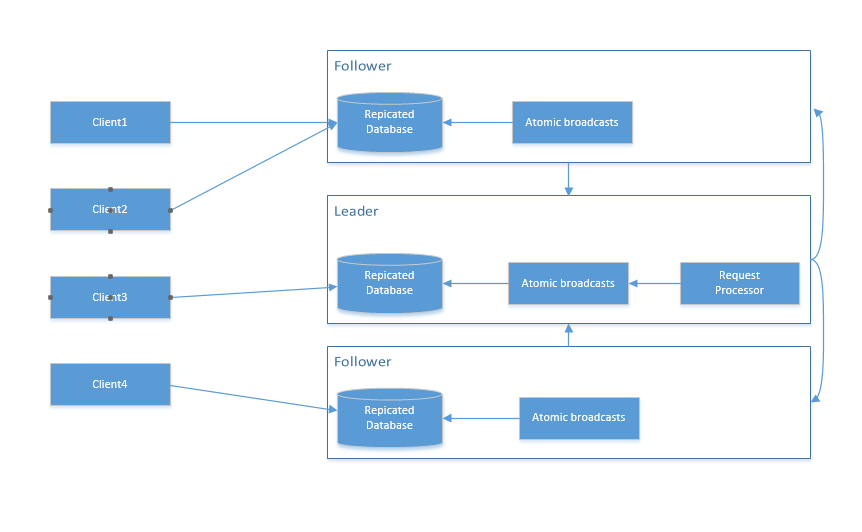 Follower
Client1
Repicated
Database
Atomic broadcasts
Client2
Leader
Client3
Repicated
Database
Atomic broadcasts
Request
Processor
Follower
Client4
Repicated
Database
Atomic broadcasts